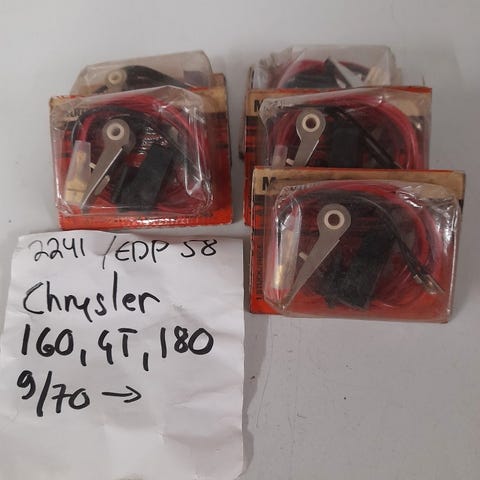 2241 /EDP 58
Chrysler
160, GT, 180
9/70 →